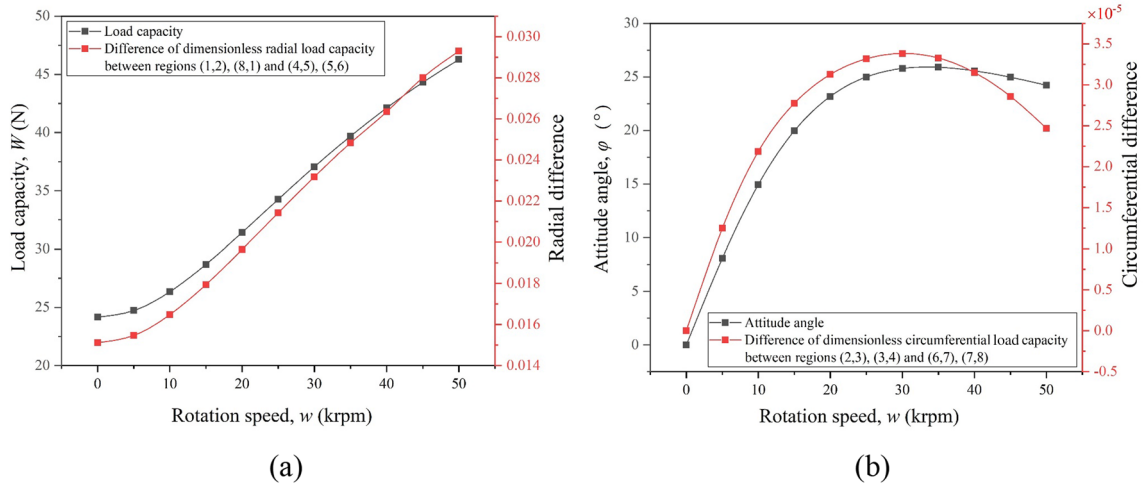 50
45
40
35
30
25
20
Load capacity, W (N)
Load capacity
Difference of dimensionless radial load capacity
between regions (1,2), (8,1) and (4,5), (5,6)
0.030
0.028
0.026
0.024
0.022
0.020
0.018
0.016
0.014
Radial difference
0 10 20 30 40 50
Rotation speed, w (krpm)
(a)
30
25
20
15
10
5
0
Attitude angle, φ (°)
×10⁻⁵
3.5
3.0
2.5
2.0
1.5
1.0
0.5
0.0
-0.5
Circumferential difference
Attitude angle
Difference of dimensionless circumferential load capacity
between regions (2,3), (3,4) and (6,7), (7,8)
0 10 20 30 40 50
Rotation speed, w (krpm)
(b)